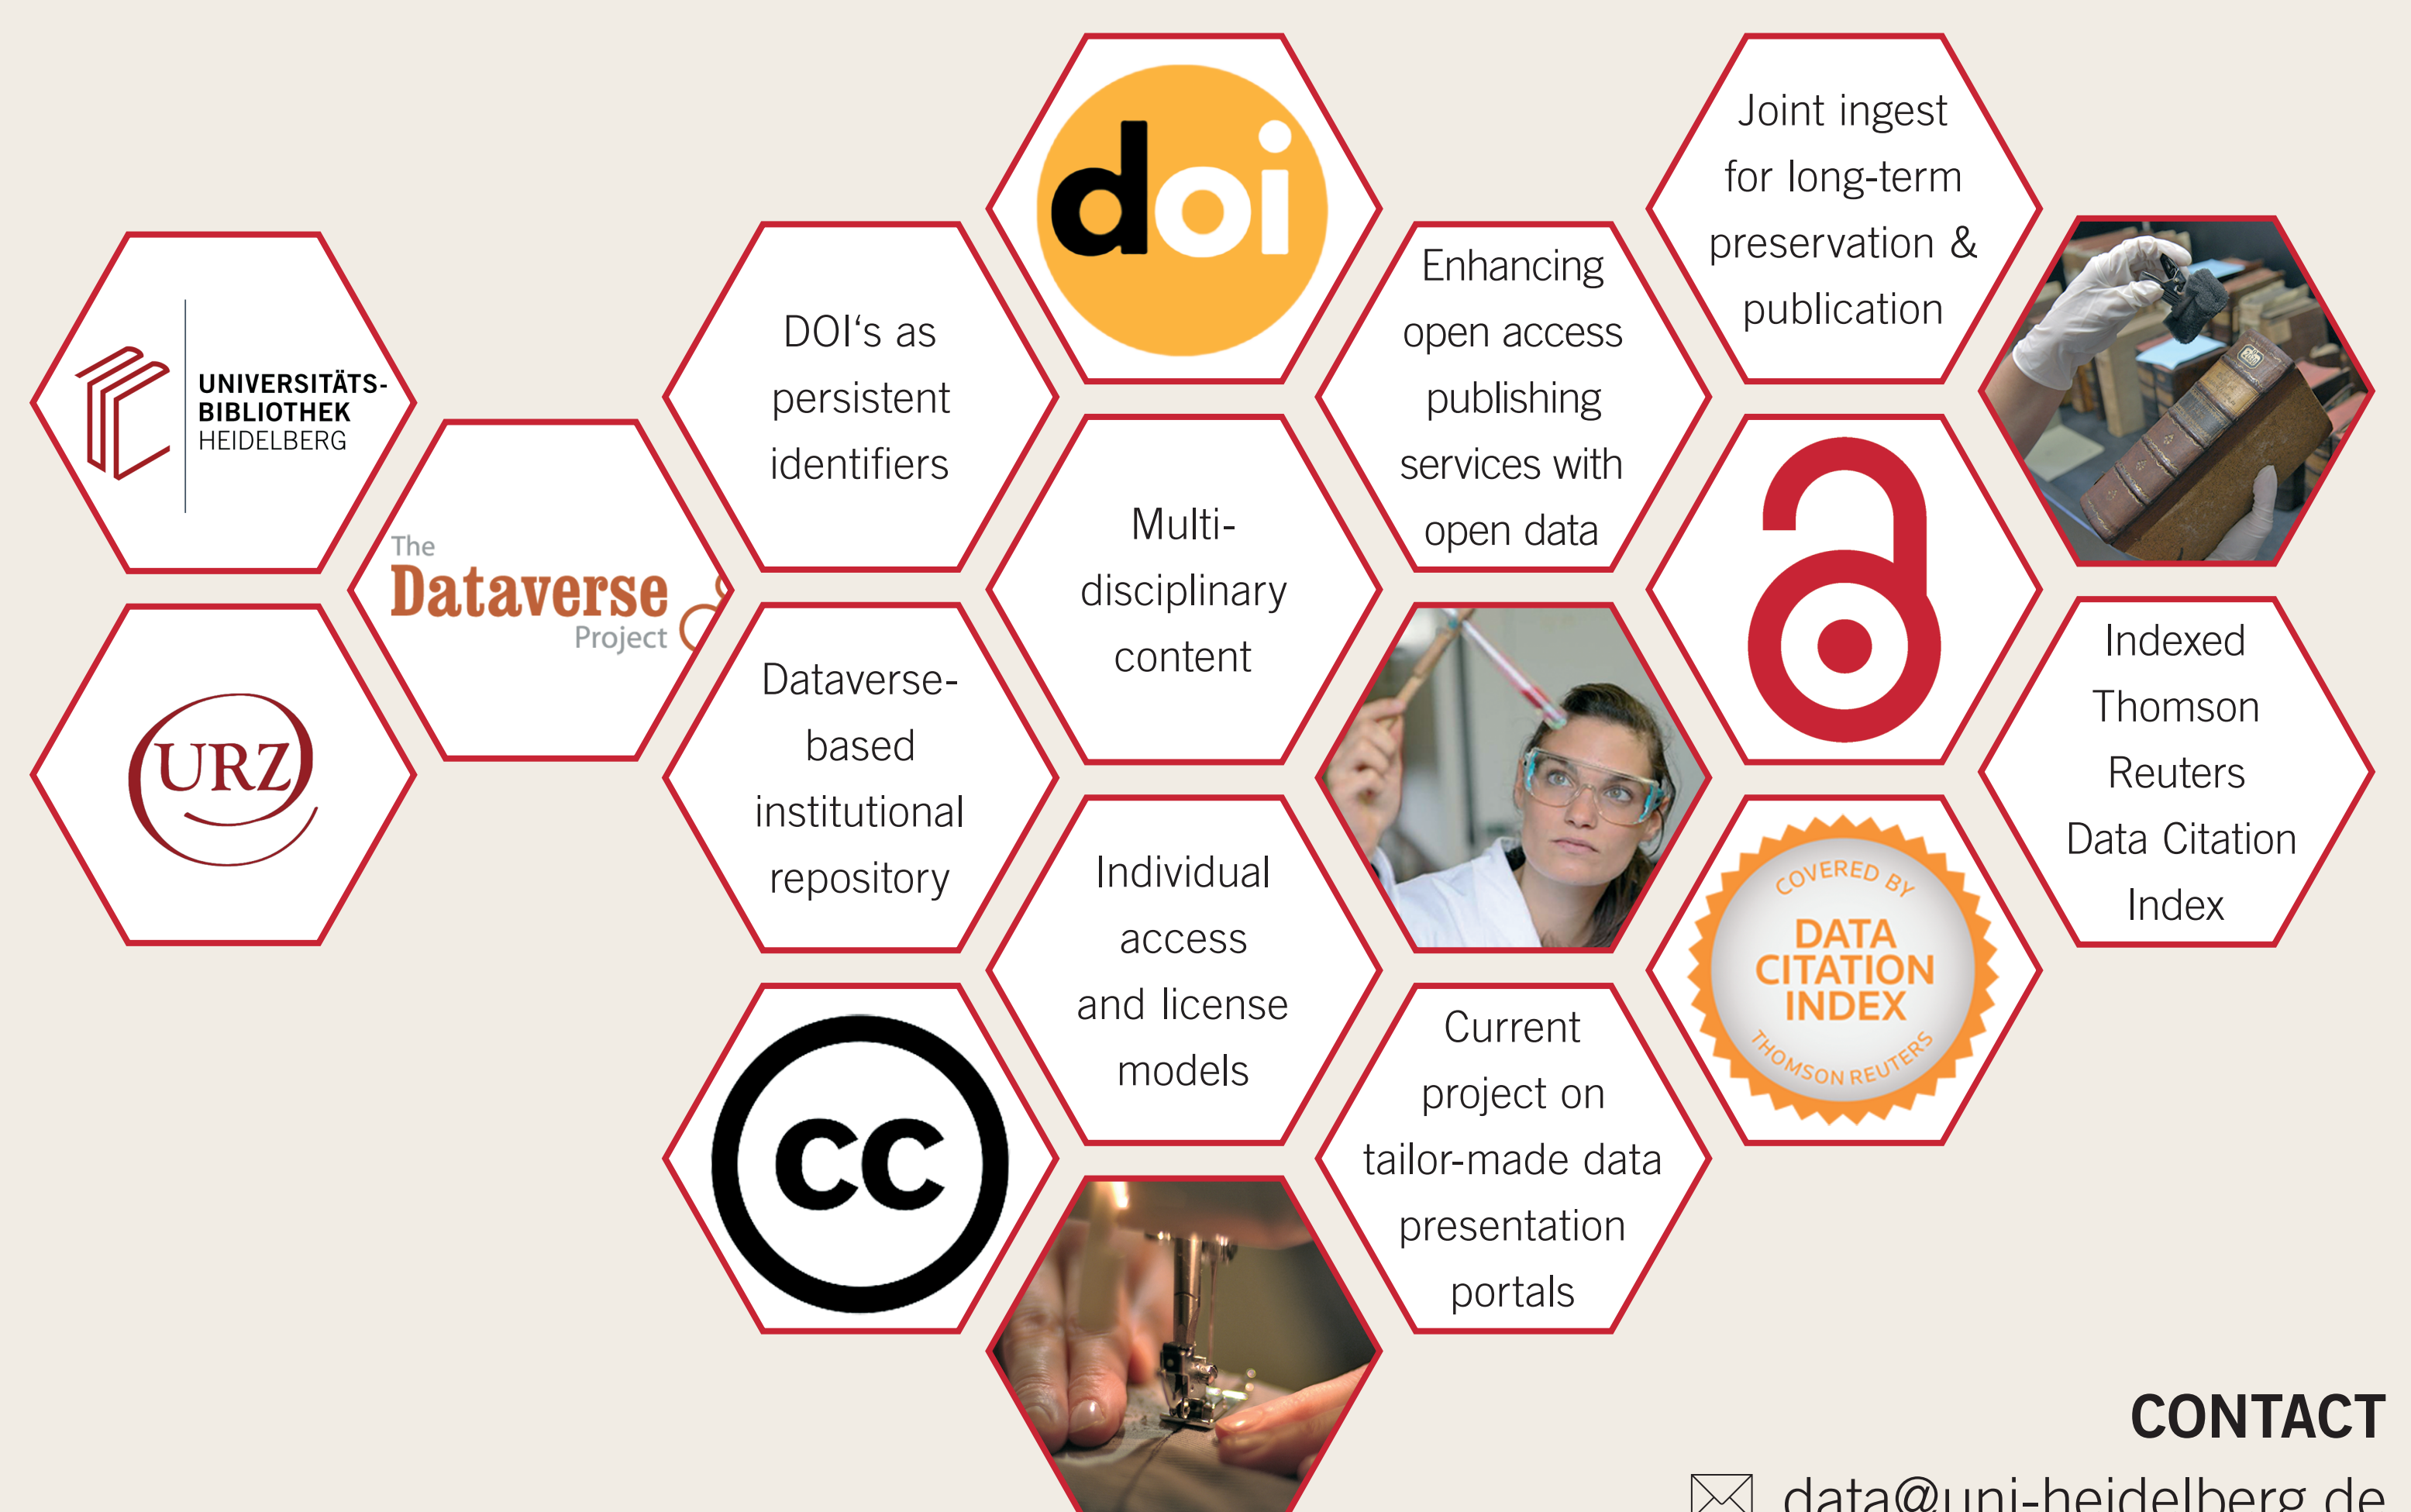 UNIVERSITÄTS-
BIBLIOTHEK
HEIDELBERG
URZ
The
Dataverse
Project
DOI‘s as
persistent
identifiers
Dataverse-
based
institutional
repository
cc
doi
Multi-
disciplinary
content
Individual
access
and license
models
Enhancing
open access
publishing
services with
open data
Current
project on
tailor-made data
presentation
portals
Joint ingest
for long-term
preservation &
publication
COVERED BY
DATA
CITATION
INDEX
THOMSON REUTERS
Indexed
Thomson
Reuters
Data Citation
Index
CONTACT
data@uni-heidelberg.de